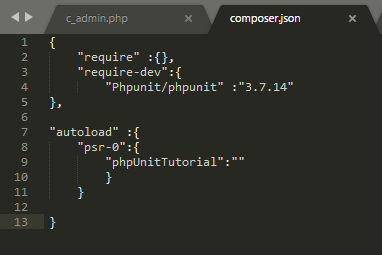 c_admin.php
composer.json
1 {
2 "require" :{},
3 "require-dev":{
4 "Phpunit/phpunit" :"3.7.14"
5 },
6
7 "autoload" :{
8 "psr-0":{
9 "phpUnitTutorial":""
10 }
11 }
12
13 }